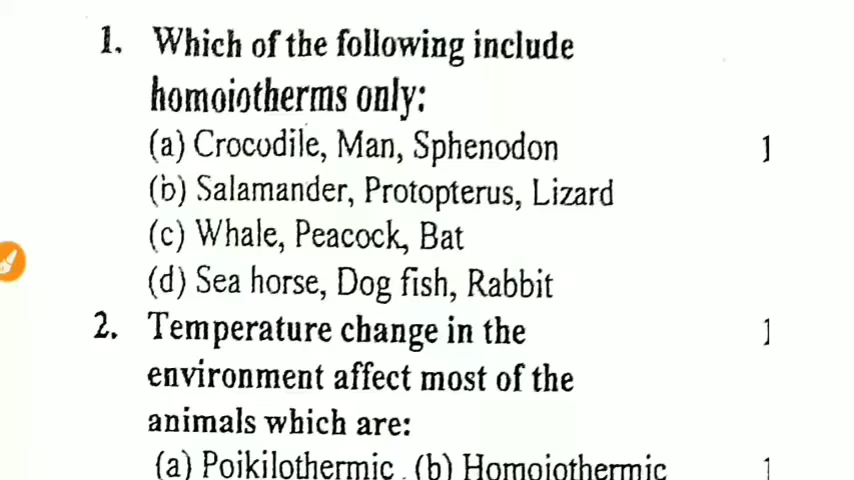 1. Which of the following include
homoiotherms only:
(a) Crocodile, Man, Sphenodon 1
(b) Salamander, Protopterus, Lizard
(c) Whale, Peacock, Bat
(d) Sea horse, Dog fish, Rabbit
2. Temperature change in the 1
environment affect most of the
animals which are:
(a) Poikilothermic (b) Homoiothermic 1